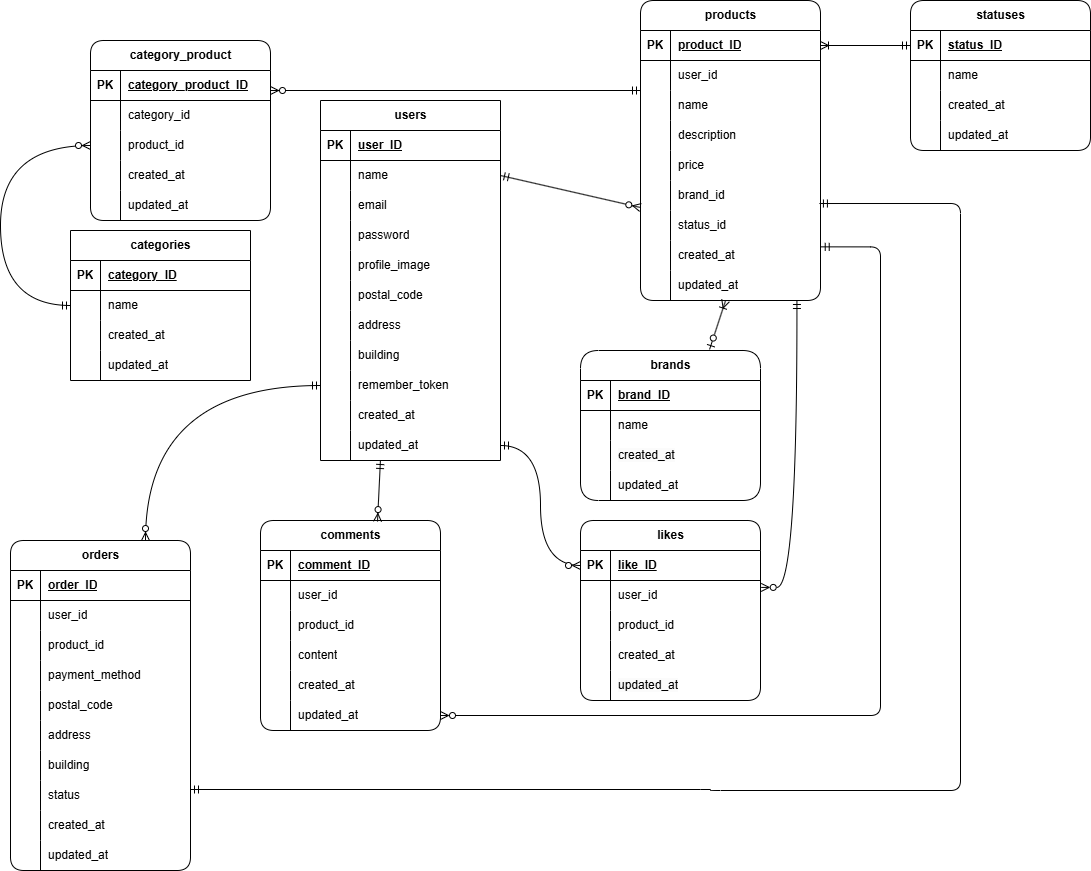 products
PK product_ID
user_id
name
description
price
brand_id
status_id
created_at
updated_at
statuses
PK status_ID
name
created_at
updated_at
category_product
PK category_product_ID
category_id
product_id
created_at
updated_at
users
PK user_ID
name
email
password
profile_image
postal_code
address
building
remember_token
created_at
updated_at
categories
PK category_ID
name
created_at
updated_at
brands
PK brand_ID
name
created_at
updated_at
orders
PK order_ID
user_id
product_id
payment_method
postal_code
address
building
status
created_at
updated_at
comments
PK comment_ID
user_id
product_id
content
created_at
updated_at
likes
PK like_ID
user_id
product_id
created_at
updated_at